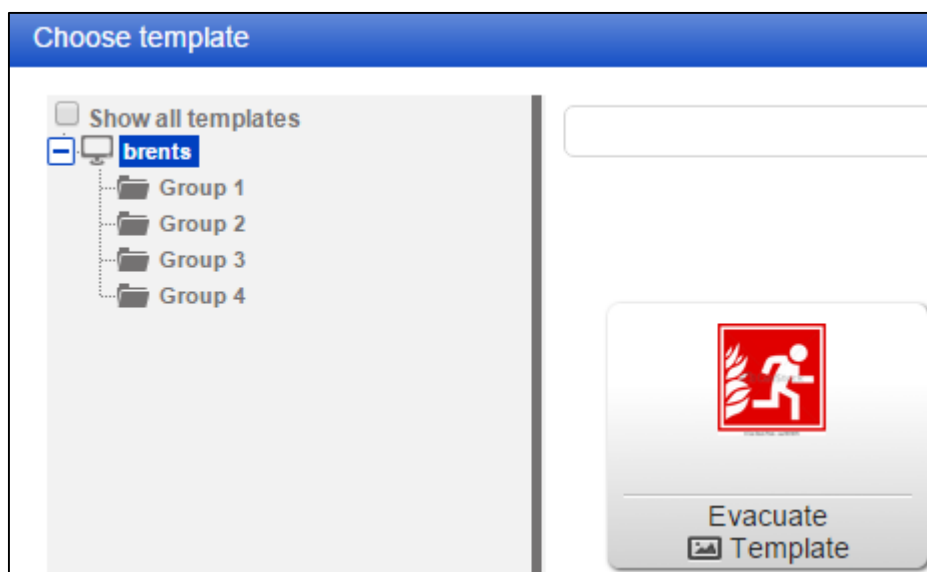 Choose template
Show all templates
brents
Group 1
Group 2
Group 3
Group 4
Evacuate
Template